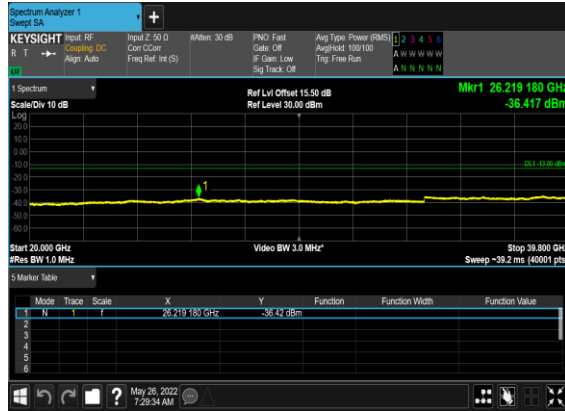 Spectrum Analyzer 1
Swept SA
+
KEYSIGHT Input: RF Input Z: 50 Ω #Atten: 30 dB PNO: Fast Avg Type: Power (RMS) 1 2 3 4 5 6
R T Coupling: DC Corr CCorr Gate: Off Avg|Hold: 100/100 A W W W W W
Align: Auto Freq Ref: Int (S) IF Gain: Low Trig: Free Run
Sig Track: Off A N N N N N
1 Spectrum Ref Lvl Offset 15.50 dB Mkr1 26.219 180 GHz
Scale/Div 10 dB Ref Level 30.00 dBm -36.417 dBm
Log
20.0
10.0
0.00
-10.0 DL1 -13.00 dBm
-20.0
-30.0 1
-40.0
-50.0
-60.0
Start 20.000 GHz Video BW 3.0 MHz* Stop 39.800 GHz
#Res BW 1.0 MHz Sweep ~39.2 ms (40001 pts)
5 Marker Table
Mode Trace Scale X Y Function Function Width Function Value
1 N 1 f 26.219 180 GHz -36.42 dBm
2
3
4
5
6
? May 26, 2022
7:29:34 AM